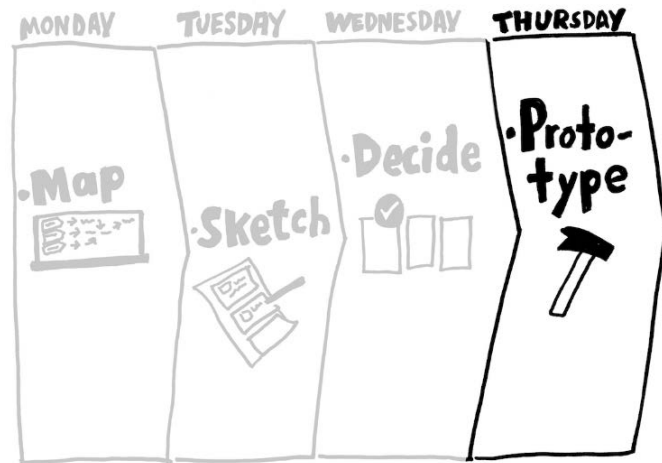 MONDAY
TUESDAY
WEDNESDAY
THURSDAY
·Map
·Sketch
·Decide
·Proto-
type